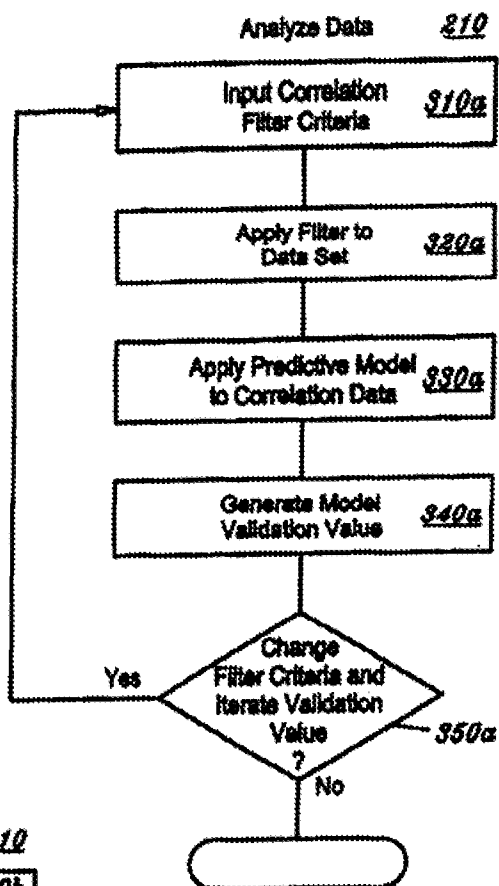 Analyze Data 210
Input Correlation
Filter Criteria 310a
Apply Filter to
Data Set 320a
Apply Predictive Model
to Correlation Data 330a
Generate Model
Validation Value 340a
Change
Filter Criteria and
Iterate Validation
Value
?
Yes
350a
No
10